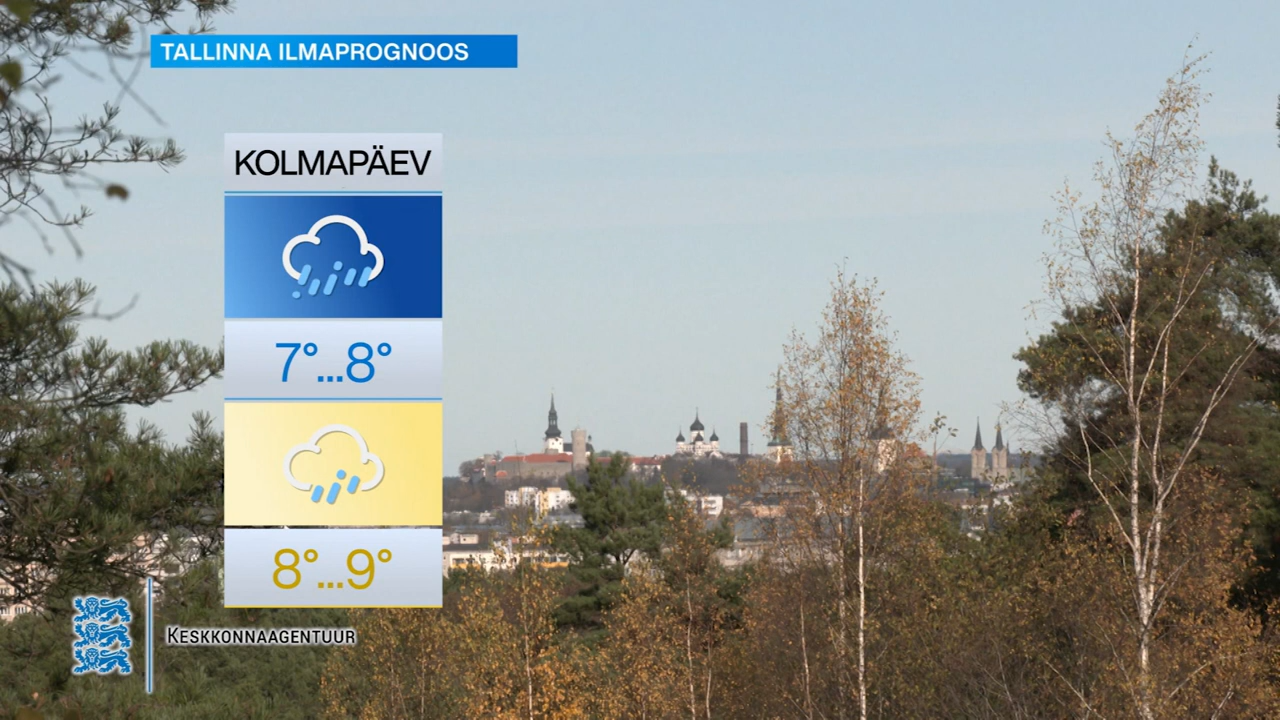 TALLINNA ILMAPROGNOOS
KOLMAPÄEV
7°...8°
8°...9°
KESKKONNAAGENTUUR